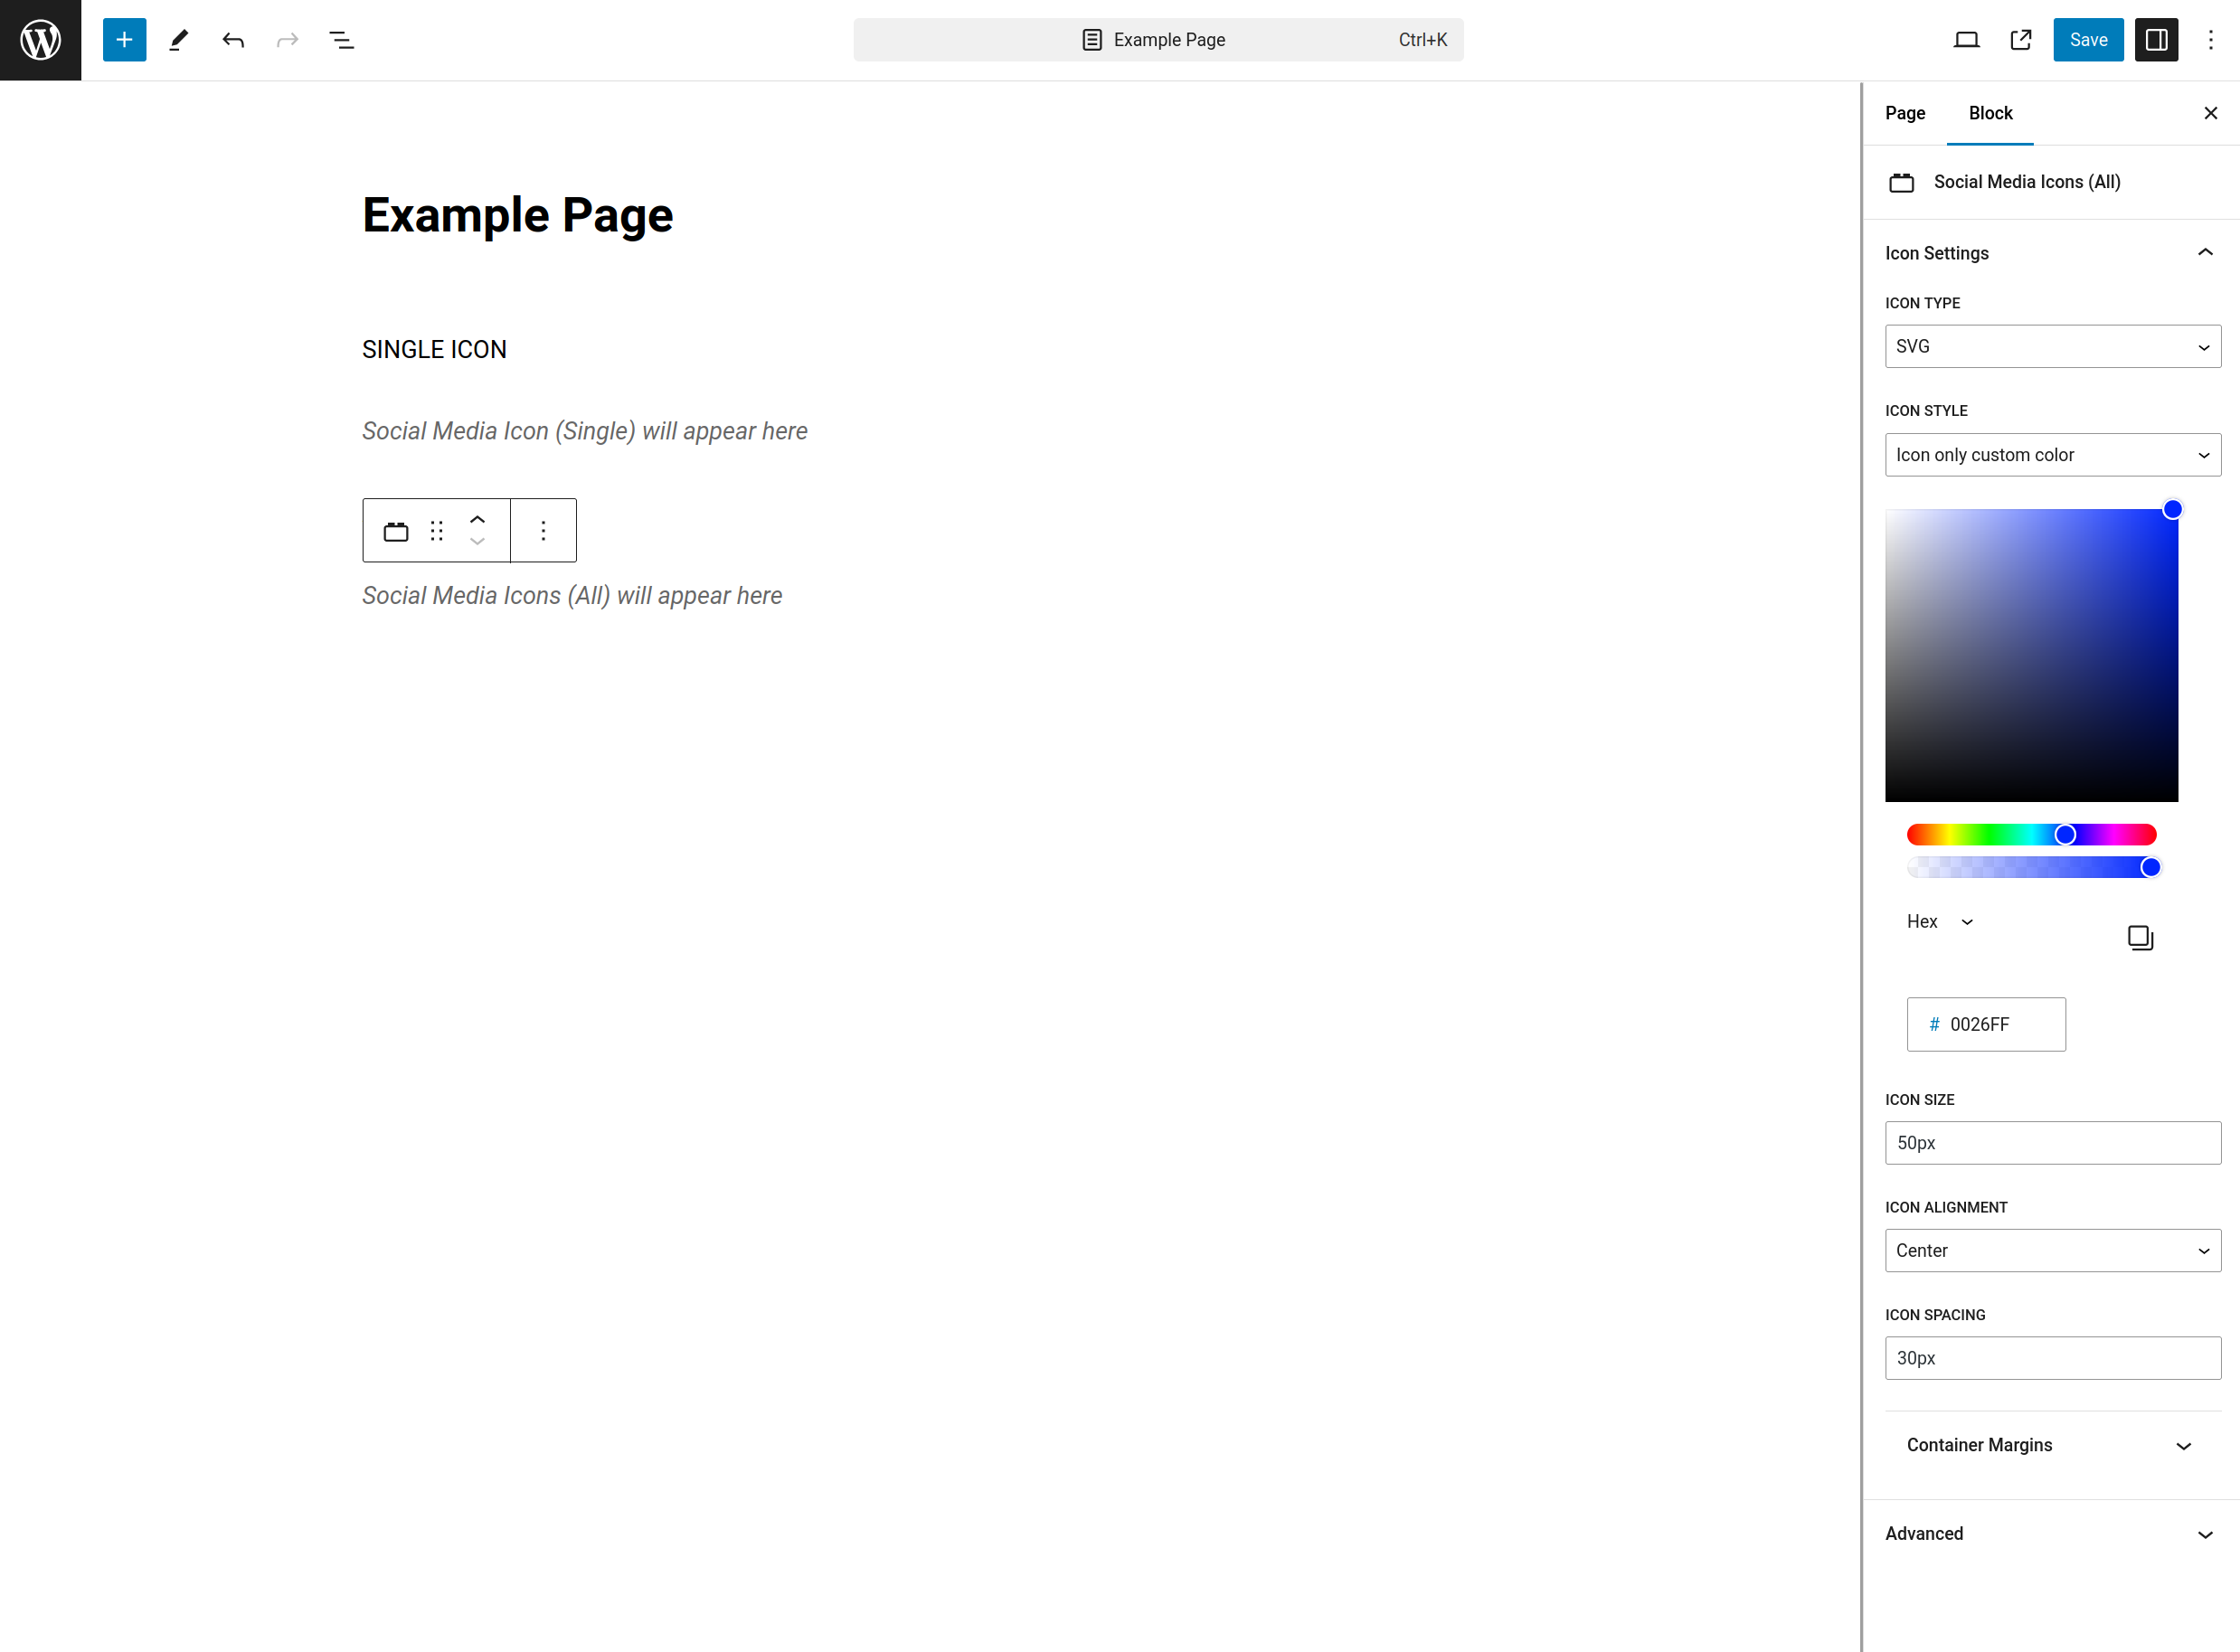 Example Page Ctrl+K
Save
Page Block
Social Media Icons (All)
Example Page
SINGLE ICON
Social Media Icon (Single) will appear here
Social Media Icons (All) will appear here
Icon Settings
ICON TYPE
SVG
ICON STYLE
Icon only custom color
Hex
# 0026FF
ICON SIZE
50px
ICON ALIGNMENT
Center
ICON SPACING
30px
Container Margins
Advanced